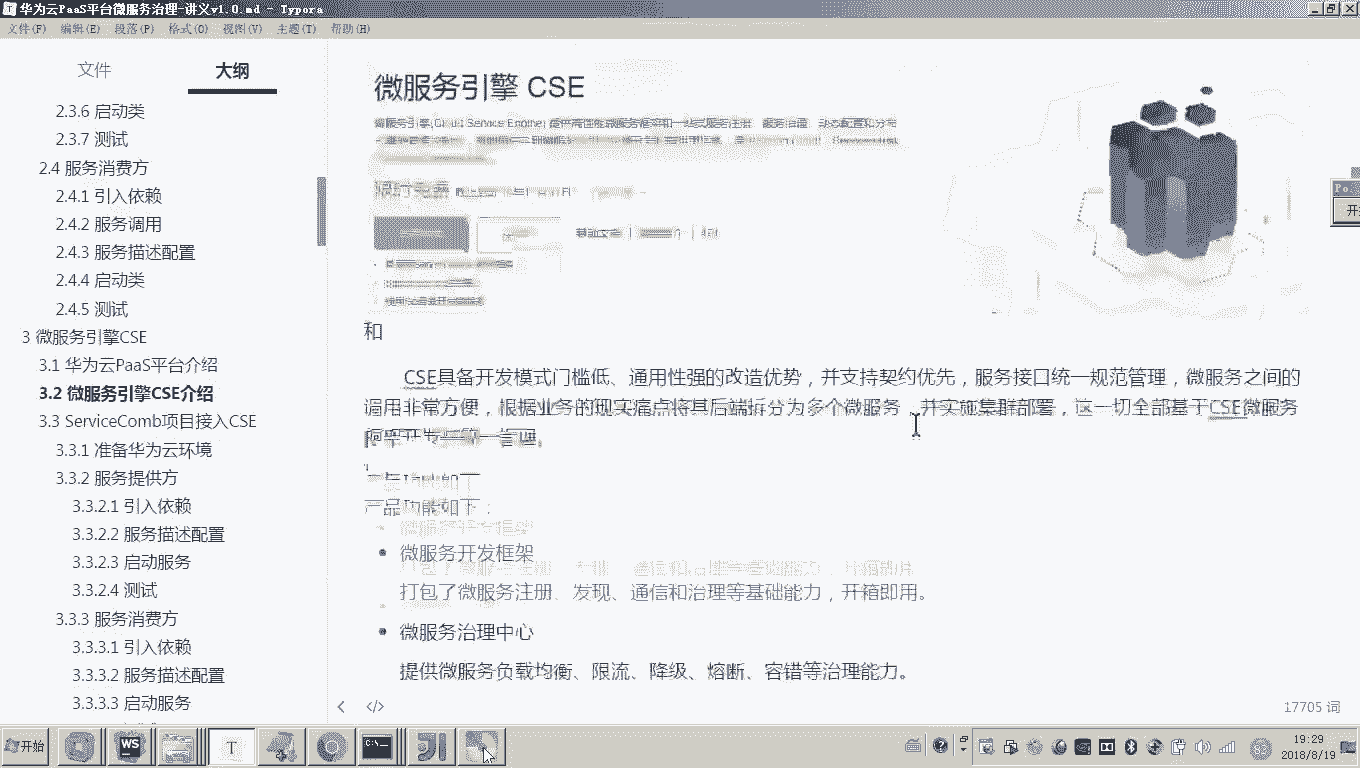 华为云PaaS平台微服务治理-讲义v1.0.md - Typora
文件(F) 编辑(E) 段落(P) 格式(O) 视图(V) 主题(T) 帮助(H)
文件 大纲
2.3.6 启动类
2.3.7 测试
2.4 服务消费方
2.4.1 引入依赖
2.4.2 服务调用
2.4.3 服务描述配置
2.4.4 启动类
2.4.5 测试
3 微服务引擎CSE
3.1 华为云PaaS平台介绍
3.2 微服务引擎CSE介绍
3.3 ServiceComb项目接入CSE
3.3.1 准备华为云环境
3.3.2 服务提供方
3.3.2.1 引入依赖
3.3.2.2 服务描述配置
3.3.2.3 启动服务
3.3.2.4 测试
3.3.3 服务消费方
3.3.3.1 引入依赖
3.3.3.2 服务描述配置
3.3.3.3 启动服务
微服务引擎 CSE
和
CSE具备开发模式门槛低、通用性强的改造优势，并支持契约优先，服务接口统一规范管理，微服务之间的
调用非常方便，根据业务的现实痛点将其后端拆分为多个微服务，并实施集群部署，这一切全部基于CSE微服务
产品功能如下：
微服务开发框架
打包了微服务注册、发现、通信和治理等基础能力，开箱即用。
微服务治理中心
提供微服务负载均衡、限流、降级、熔断、容错等治理能力。
17705 词
开始
19:29
2018/8/19